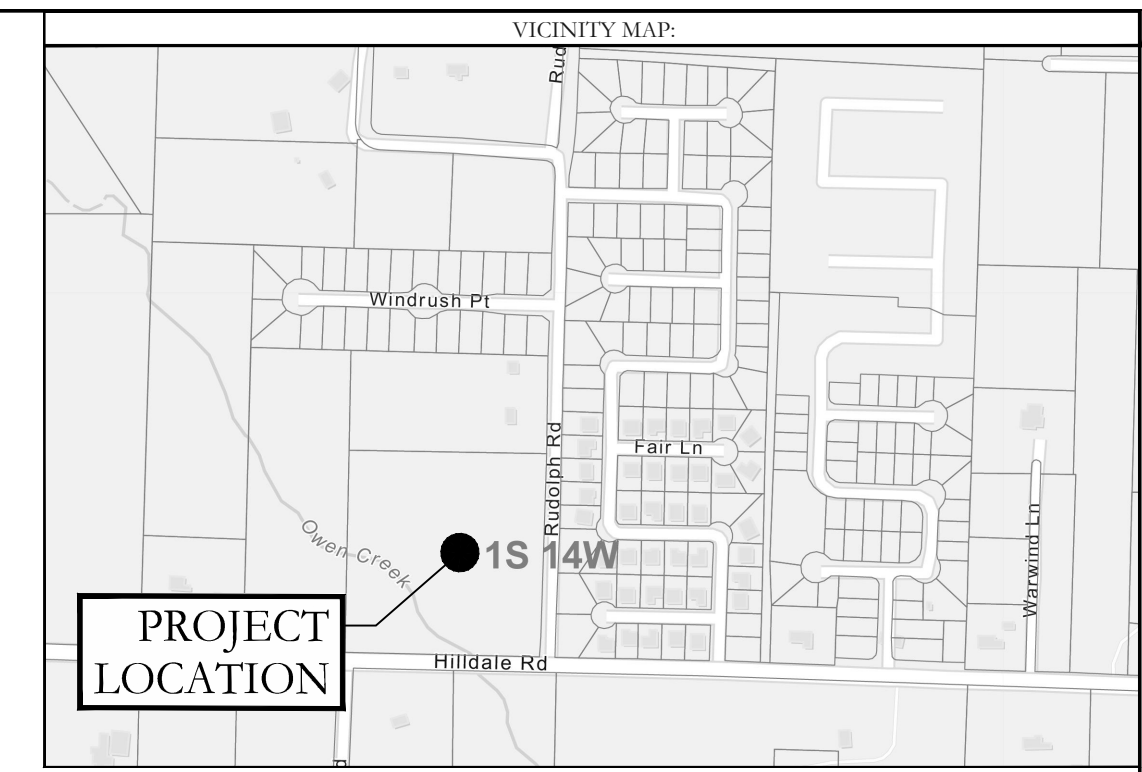 VICINITY MAP:
Rud
Windrush Pt
Rudolph Rd
Fair Ln
Owen Creek
1S 14W
Warwind Ln
PROJECT
LOCATION
Hilldale Rd
d